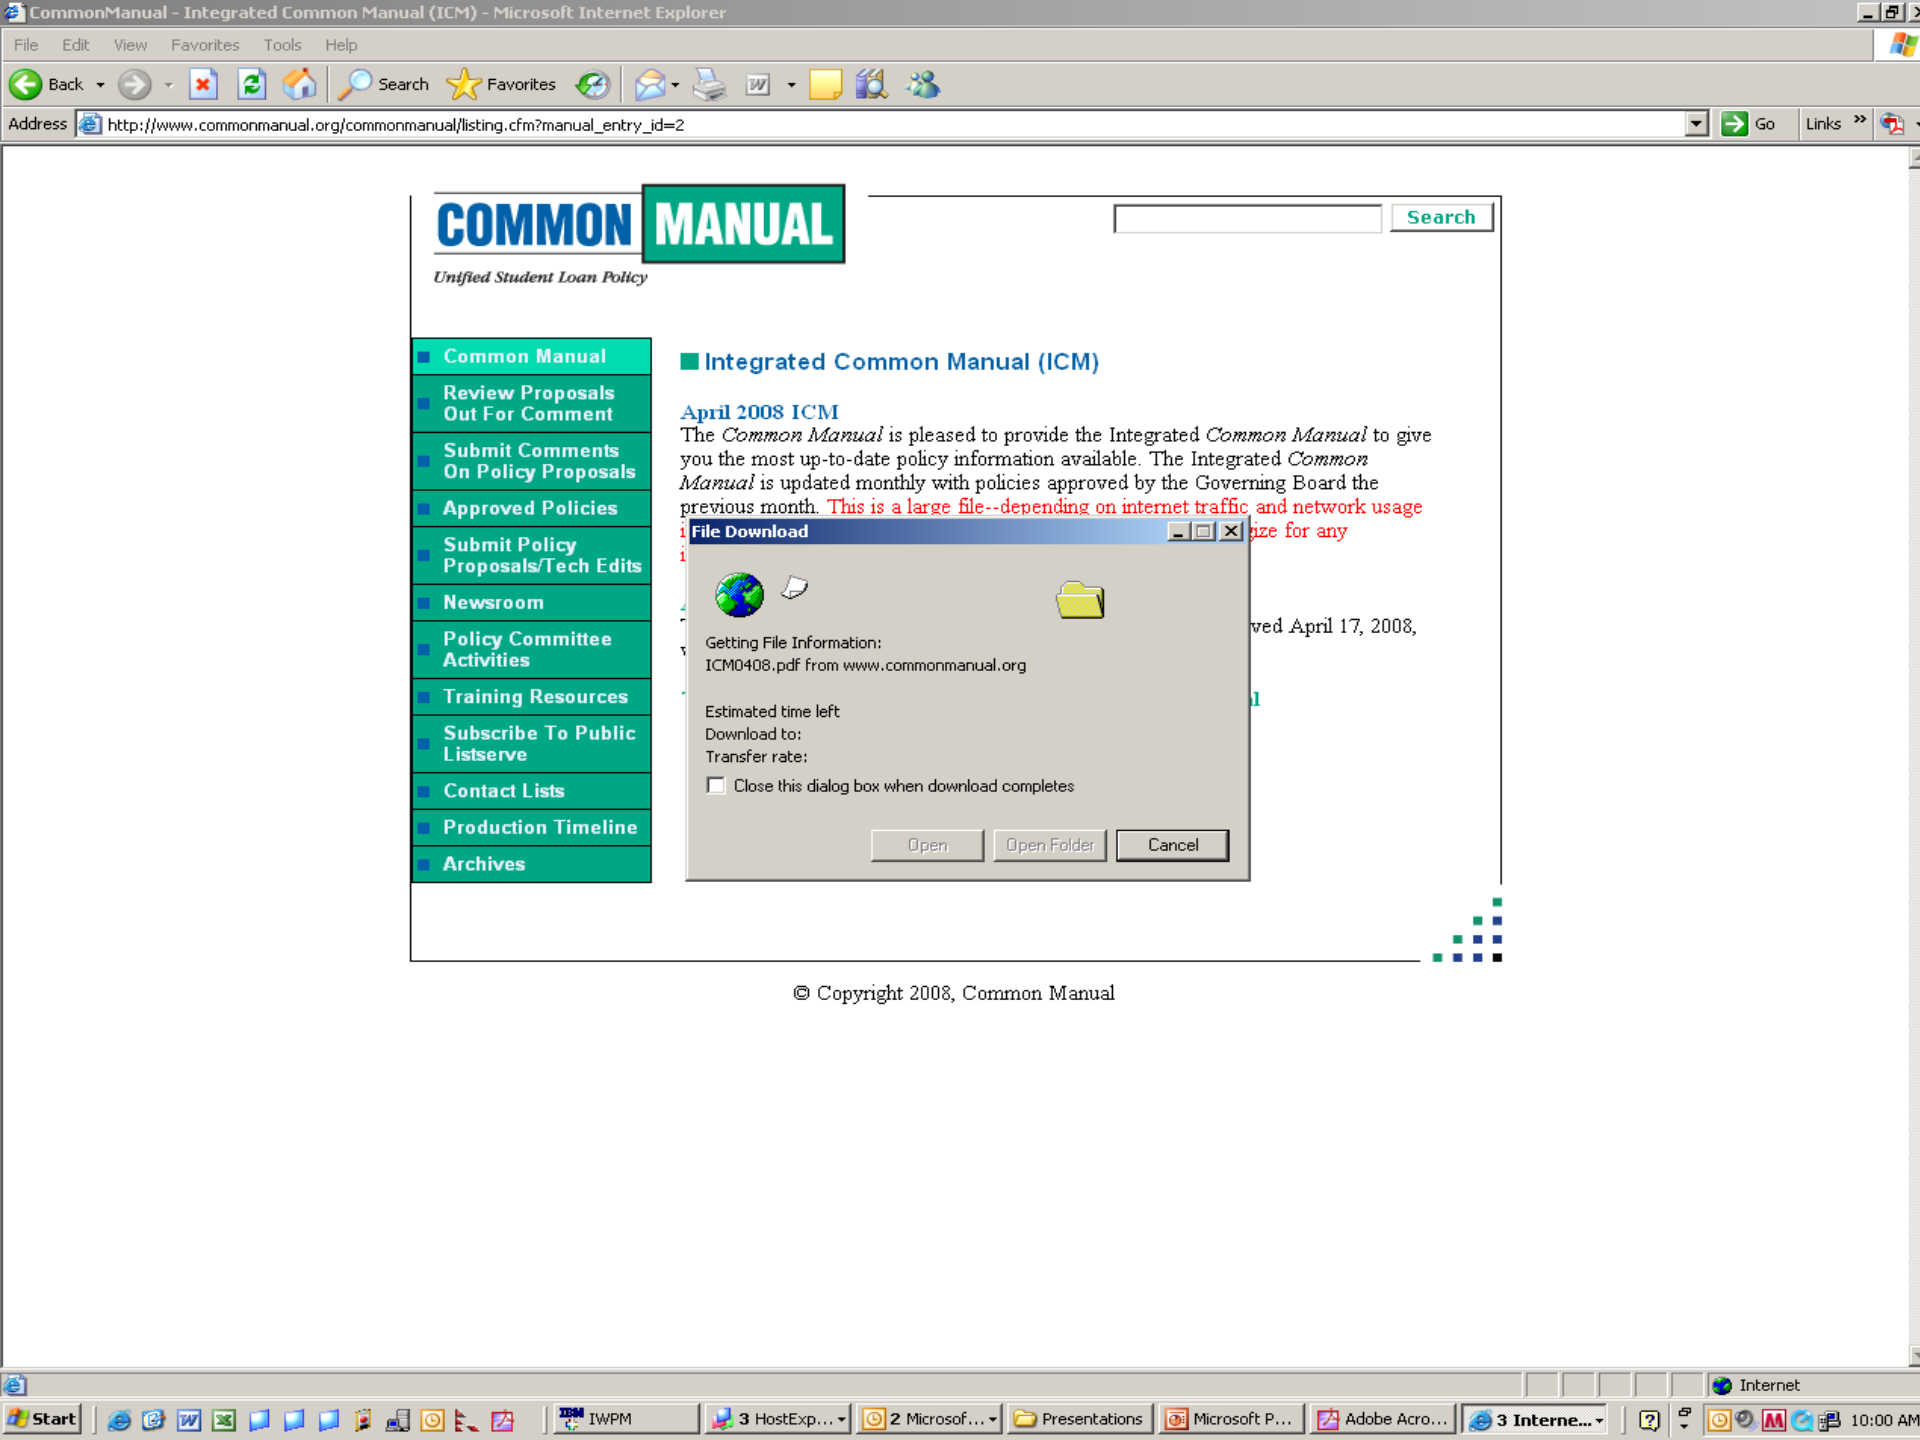 CommonManual - Integrated Common Manual (ICM) - Microsoft Internet Explorer
File Edit View Favorites Tools Help
Back Search Favorites
Address http://www.commonmanual.org/commonmanual/listing.cfm?manual_entry_id=2 Go Links »
COMMON MANUAL
Search
Unified Student Loan Policy
Common Manual
Review Proposals
Out For Comment
Submit Comments
On Policy Proposals
Approved Policies
Submit Policy
Proposals/Tech Edits
Newsroom
Policy Committee
Activities
Training Resources
Subscribe To Public
Listserve
Contact Lists
Production Timeline
Archives
Integrated Common Manual (ICM)
April 2008 ICM
The Common Manual is pleased to provide the Integrated Common Manual to give
you the most up-to-date policy information available. The Integrated Common
Manual is updated monthly with policies approved by the Governing Board the
previous month. This is a large file--depending on internet traffic and network usage
for any
April 17, 2008,
File Download
Getting File Information:
ICM0408.pdf from www.commonmanual.org
Estimated time left
Download to:
Transfer rate:
Close this dialog box when download completes
Open Open Folder Cancel
© Copyright 2008, Common Manual
Internet
Start IBM IWPM 3 HostExp... 2 Microsof... Presentations Microsoft P... Adobe Acro... 3 Interne... 10:00 AM